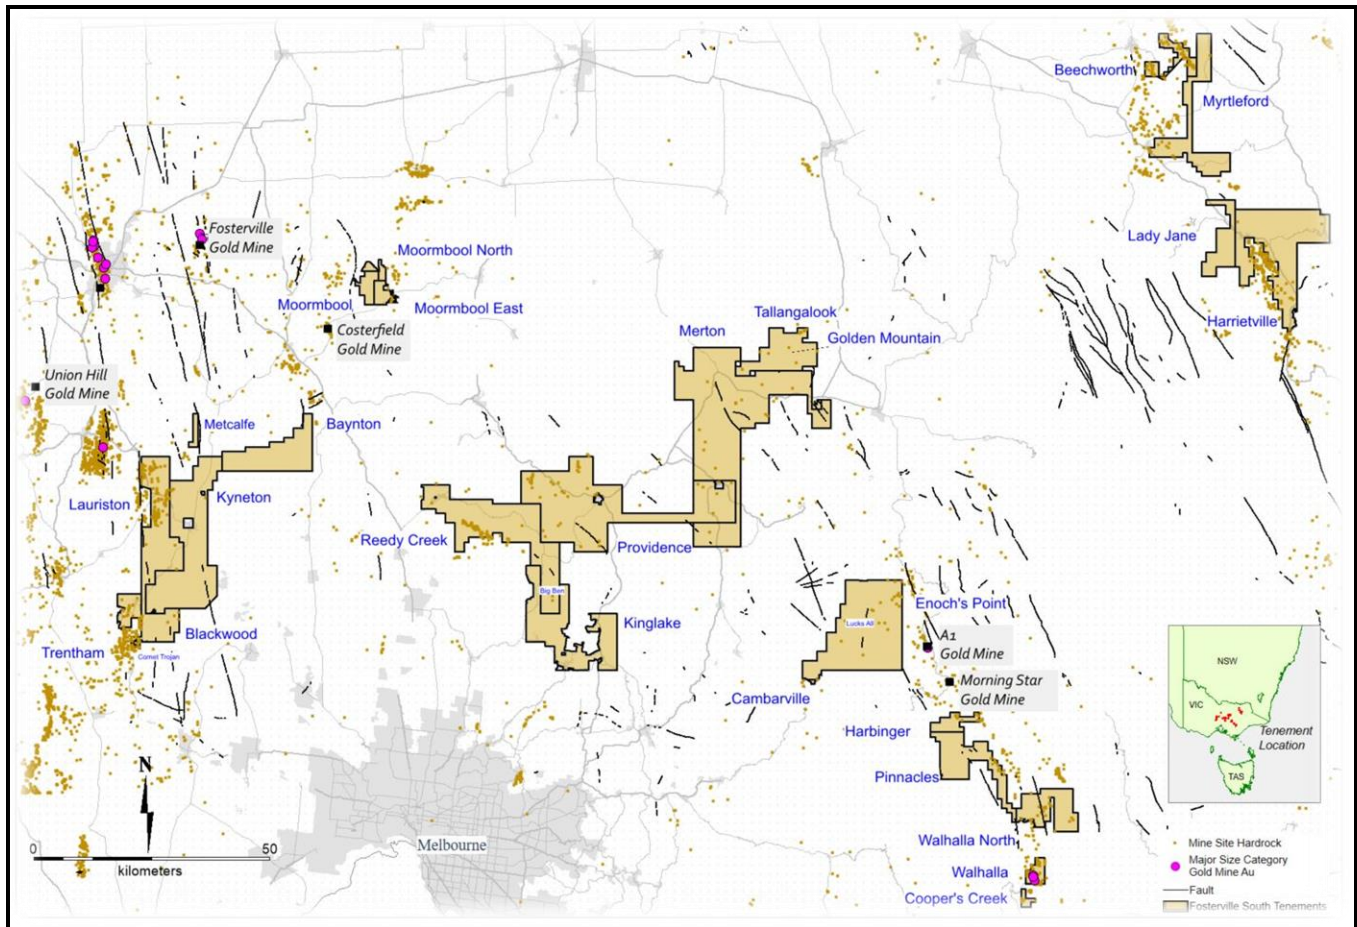 Beechworth
Myrtleford
Fosterville
Gold Mine
Lady Jane
Moormbool North
Moormbool
Moormbool East
Tallangalook
Harrietville
Costerfield
Gold Mine
Merton
Golden Mountain
Union Hill
Gold Mine
Metcalfe
Baynton
Lauriston
Kyneton
Reedy Creek
Providence
Big Ben
Enoch's Point
Lucks All
Kinglake
Blackwood
A1
Gold Mine
Trentham
Comet Trojan
NSW
Morning Star
Gold Mine
Cambarville
VIC
Harbinger
Tenement
Location
N
Pinnacles
TAS
Melbourne
Walhalla North
Mine Site Hardrock
0 50
kilometers
Major Size Category
Gold Mine Au
Walhalla
Fault
Cooper's Creek
Fosterville South Tenements